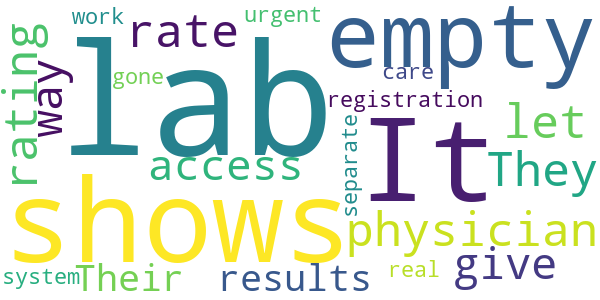 work
urgent
rate
empty
rating
lab
gone
care
way
registration
It
let
access
separate
They
shows
physician
system
Their
results
real
give